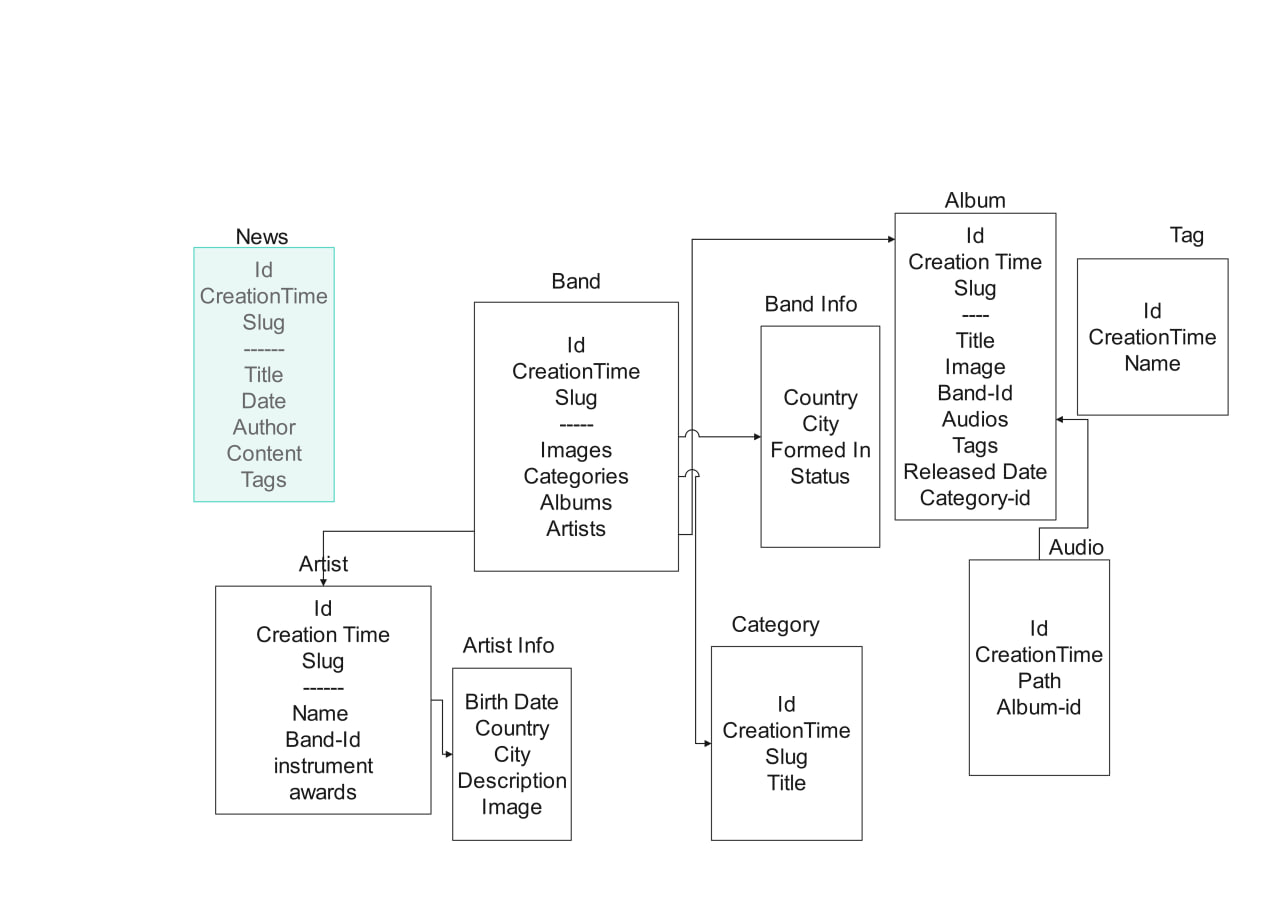 News
Id
CreationTime
Slug
------
Title
Date
Author
Content
Tags
Band
Id
CreationTime
Slug
-----
Images
Categories
Albums
Artists
Band Info
Country
City
Formed In
Status
Album
Id
Creation Time
Slug
----
Title
Image
Band-Id
Audios
Tags
Released Date
Category-id
Tag
Id
CreationTime
Name
Artist
Id
Creation Time
Slug
------
Name
Band-Id
instrument
awards
Artist Info
Birth Date
Country
City
Description
Image
Category
Id
CreationTime
Slug
Title
Audio
Id
CreationTime
Path
Album-id